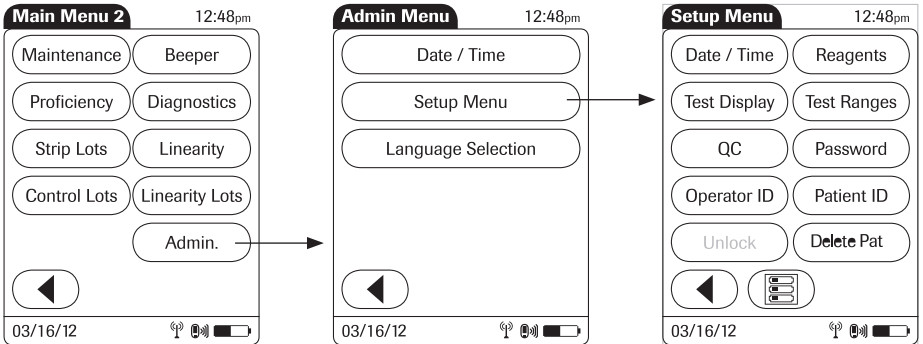 Main Menu 2 12:48pm
Maintenance Beeper
Proficiency Diagnostics
Strip Lots Linearity
Control Lots Linearity Lots
Admin.
03/16/12
Admin Menu 12:48pm
Date / Time
Setup Menu
Language Selection
03/16/12
Setup Menu 12:48pm
Date / Time Reagents
Test Display Test Ranges
QC Password
Operator ID Patient ID
Unlock Delete Pat
03/16/12